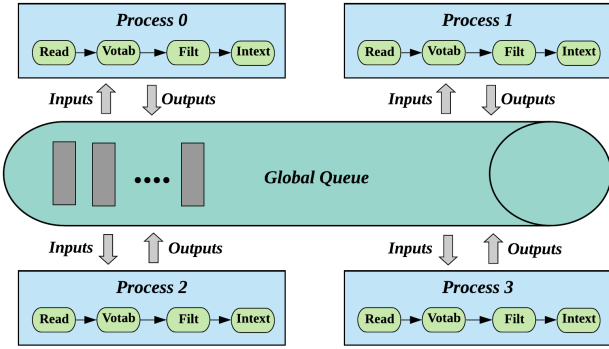 Process 0
Read Votab Filt Intext
Process 1
Read Votab Filt Intext
Inputs Outputs
Inputs Outputs
Global Queue
Inputs Outputs
Inputs Outputs
Process 2
Read Votab Filt Intext
Process 3
Read Votab Filt Intext